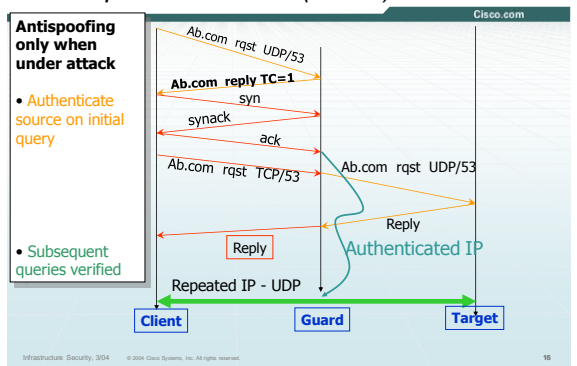 Cisco.com
Antispoofing
only when
under attack
• Authenticate
source on initial
query
• Subsequent
queries verified
Ab.com rqst UDP/53
Ab.com reply TC=1
syn
synack
ack
Ab.com rqst TCP/53
Ab.com rqst UDP/53
Reply
Reply
Authenticated IP
Repeated IP - UDP
Client
Guard
Target
Infrastructure Security, 3/04
© 2004 Cisco Systems, Inc. All rights reserved.
16